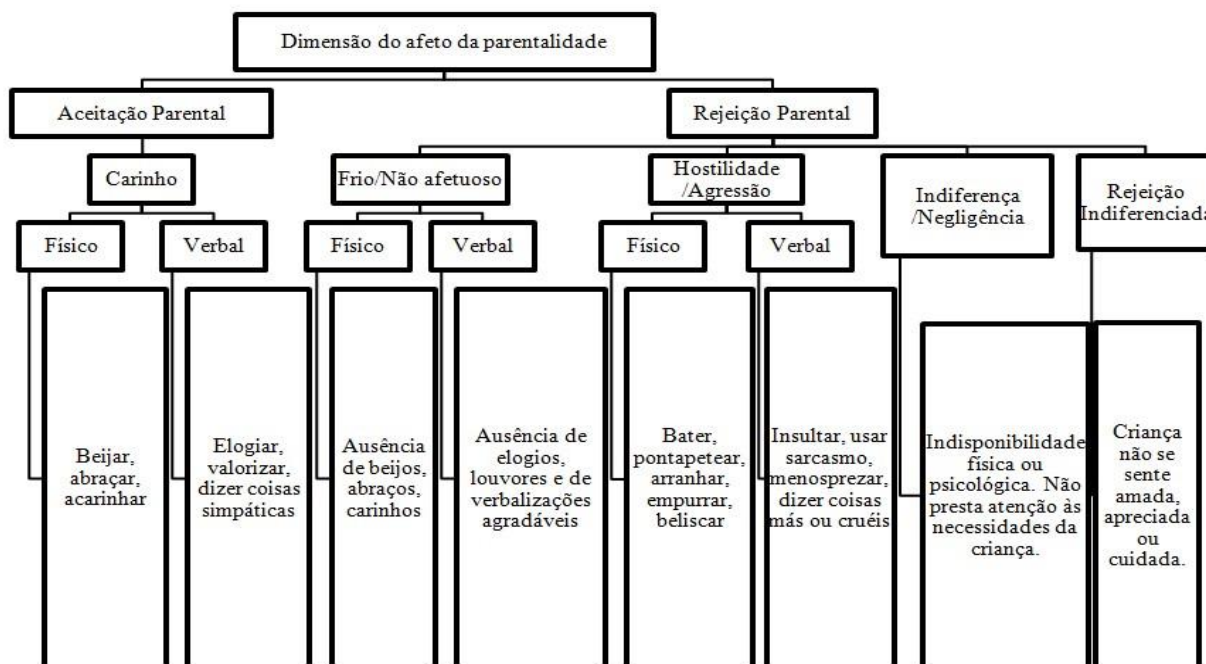 Dimensão do afeto da parentalidade
Aceitação Parental
Rejeição Parental
Carinho
Frio/Não afetuoso
Hostilidade
/Agressão
Indiferença
/Negligência
Rejeição
Indiferenciada
Físico
Verbal
Físico
Verbal
Físico
Verbal
Beijar,
abraçar,
acarinhar
Elogiar,
valorizar,
dizer coisas
simpáticas
Ausência
de beijos,
abraços,
carinhos
Ausência de
elogios,
louvores e de
verbalizações
agradáveis
Bater,
pontapetear,
arranhar,
empurrar,
beliscar
Insultar, usar
sarcasmo,
menosprezar,
dizer coisas
más ou cruéis
Indisponibilidade
física ou
psicológica. Não
presta atenção às
necessidades da
criança.
Criança
não se
sente
amada,
apreciada
ou
cuidada.